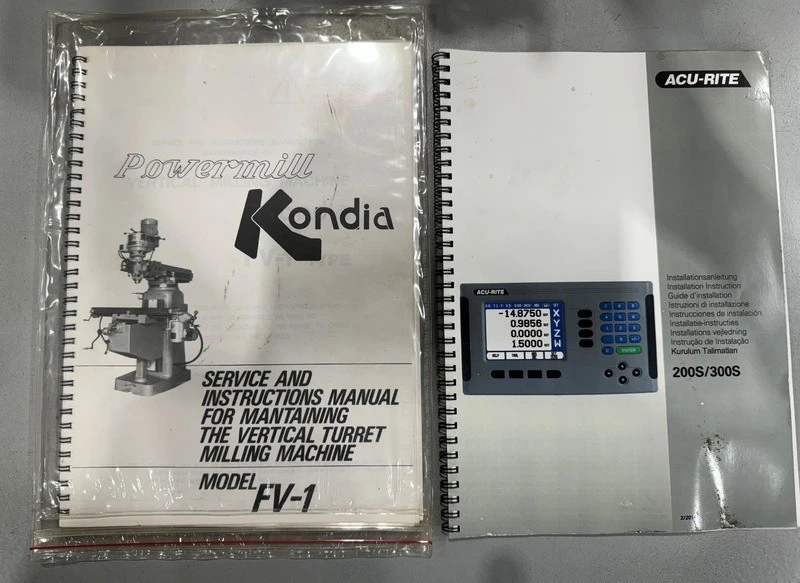 Powermill
Kondia
SERVICE AND
INSTRUCTIONS MANUAL
FOR MANTAINING
THE VERTICAL TURRET
MILLING MACHINE
MODEL FV-1
ACU-RITE
ACU-RITE
-14.8750 X
0.9856 Y
0.0000 Z
1.5000 W
HELP
ENTER
Installationsanleitung
Installation Instruction
Guide d'installation
Istruzioni di installazione
Instrucciones de instalación
Installatie-instructies
Installations vejledning
Instrução de Instalação
Kurulum Talimatları
200S/300S